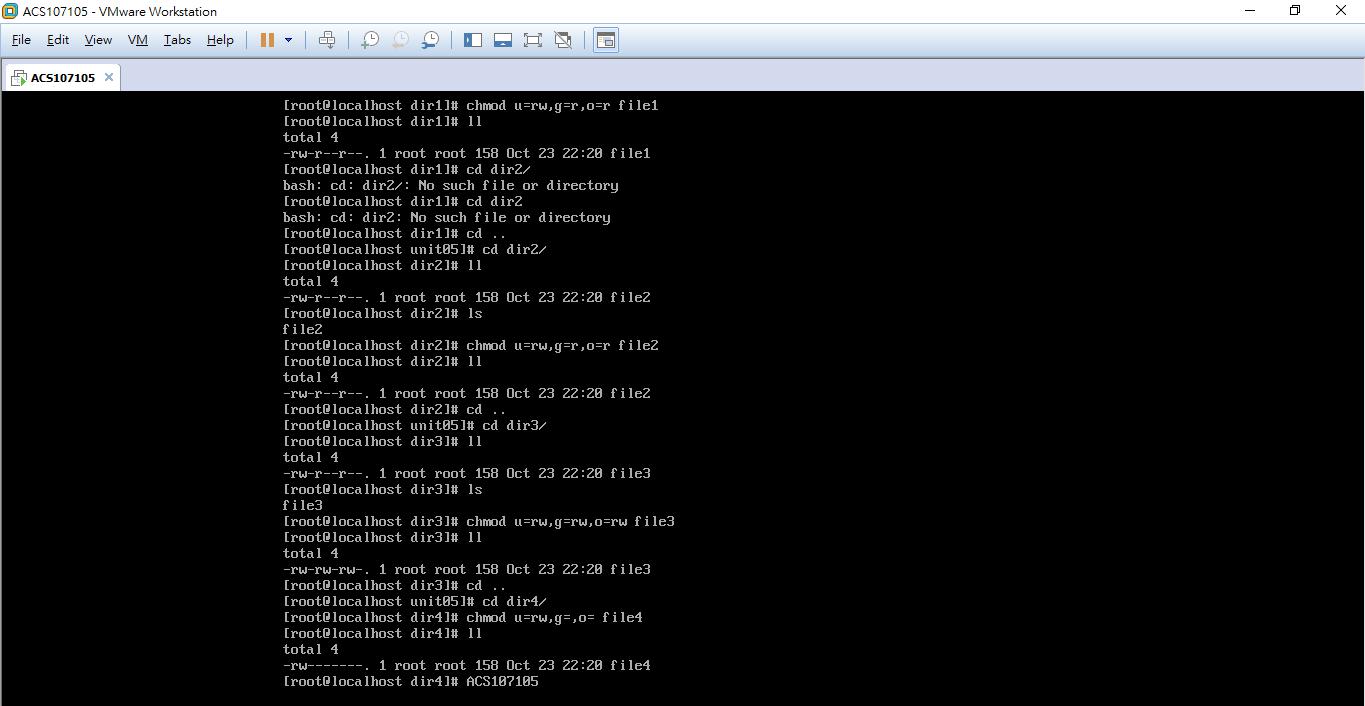 ACS107105 - VMware Workstation
File Edit View VM Tabs Help
ACS107105
[root@localhost dir1]# chmod u=rw,g=r,o=r file1
[root@localhost dir1]# ll
total 4
-rw-r--r--. 1 root root 158 Oct 23 22:20 file1
[root@localhost dir1]# cd dir2/
bash: cd: dir2/: No such file or directory
[root@localhost dir1]# cd dir2
bash: cd: dir2: No such file or directory
[root@localhost dir1]# cd ..
[root@localhost unit05]# cd dir2/
[root@localhost dir2]# ll
total 4
-rw-r--r--. 1 root root 158 Oct 23 22:20 file2
[root@localhost dir2]# ls
file2
[root@localhost dir2]# chmod u=rw,g=r,o=r file2
[root@localhost dir2]# ll
total 4
-rw-r--r--. 1 root root 158 Oct 23 22:20 file2
[root@localhost dir2]# cd ..
[root@localhost unit05]# cd dir3/
[root@localhost dir3]# ll
total 4
-rw-r--r--. 1 root root 158 Oct 23 22:20 file3
[root@localhost dir3]# ls
file3
[root@localhost dir3]# chmod u=rw,g=rw,o=rw file3
[root@localhost dir3]# ll
total 4
-rw-rw-rw-. 1 root root 158 Oct 23 22:20 file3
[root@localhost dir3]# cd ..
[root@localhost unit05]# cd dir4/
[root@localhost dir4]# chmod u=rw,g=,o= file4
[root@localhost dir4]# ll
total 4
-rw-------. 1 root root 158 Oct 23 22:20 file4
[root@localhost dir4]# ACS107105